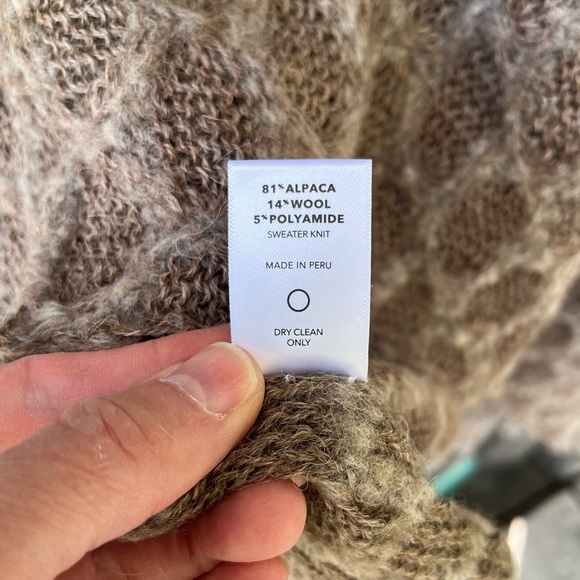 81% ALPACA
14% WOOL
5% POLYAMIDE
SWEATER KNIT
MADE IN PERU
DRY CLEAN
ONLY